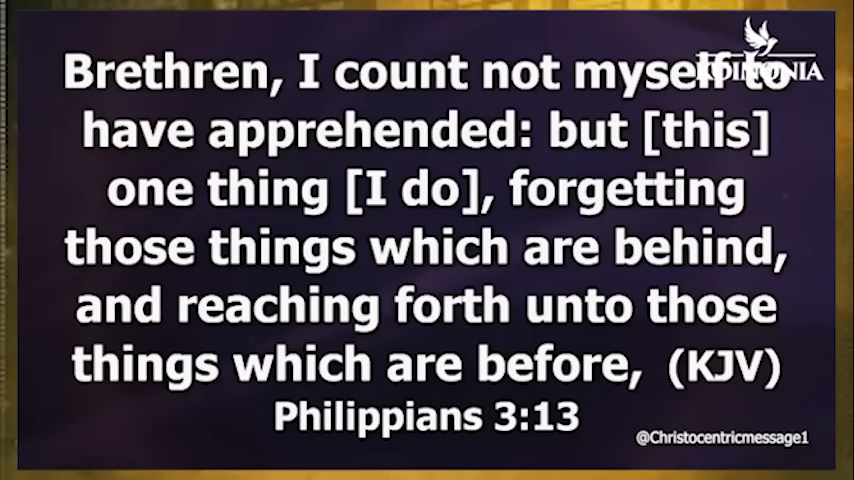 KOINONIA
Brethren, I count not myself to
have apprehended: but [this]
one thing [I do], forgetting
those things which are behind,
and reaching forth unto those
things which are before, (KJV)
Philippians 3:13
@Christocentricmessage1